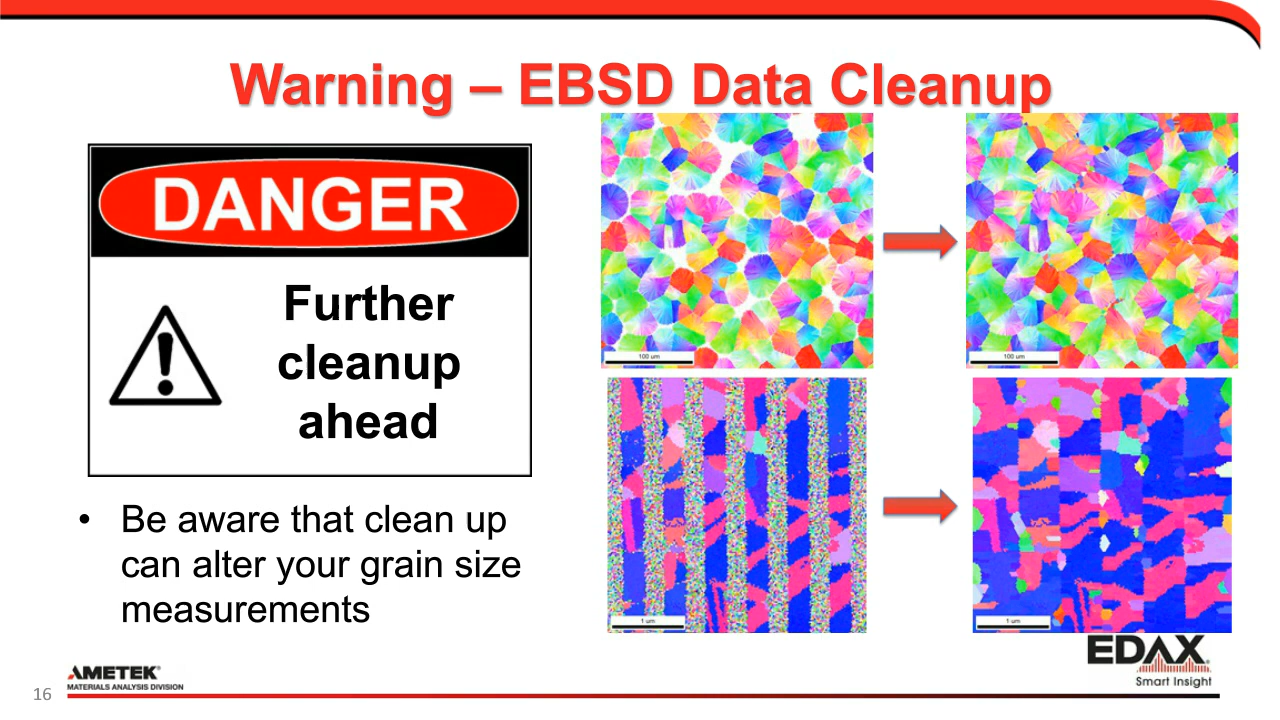 Warning – EBSD Data Cleanup
DANGER
Further
cleanup
ahead
• Be aware that clean up
can alter your grain size
measurements
100 um
100 um
1 um
1 um
16
AMETEK®
MATERIALS ANALYSIS DIVISION
EDAX
Smart Insight